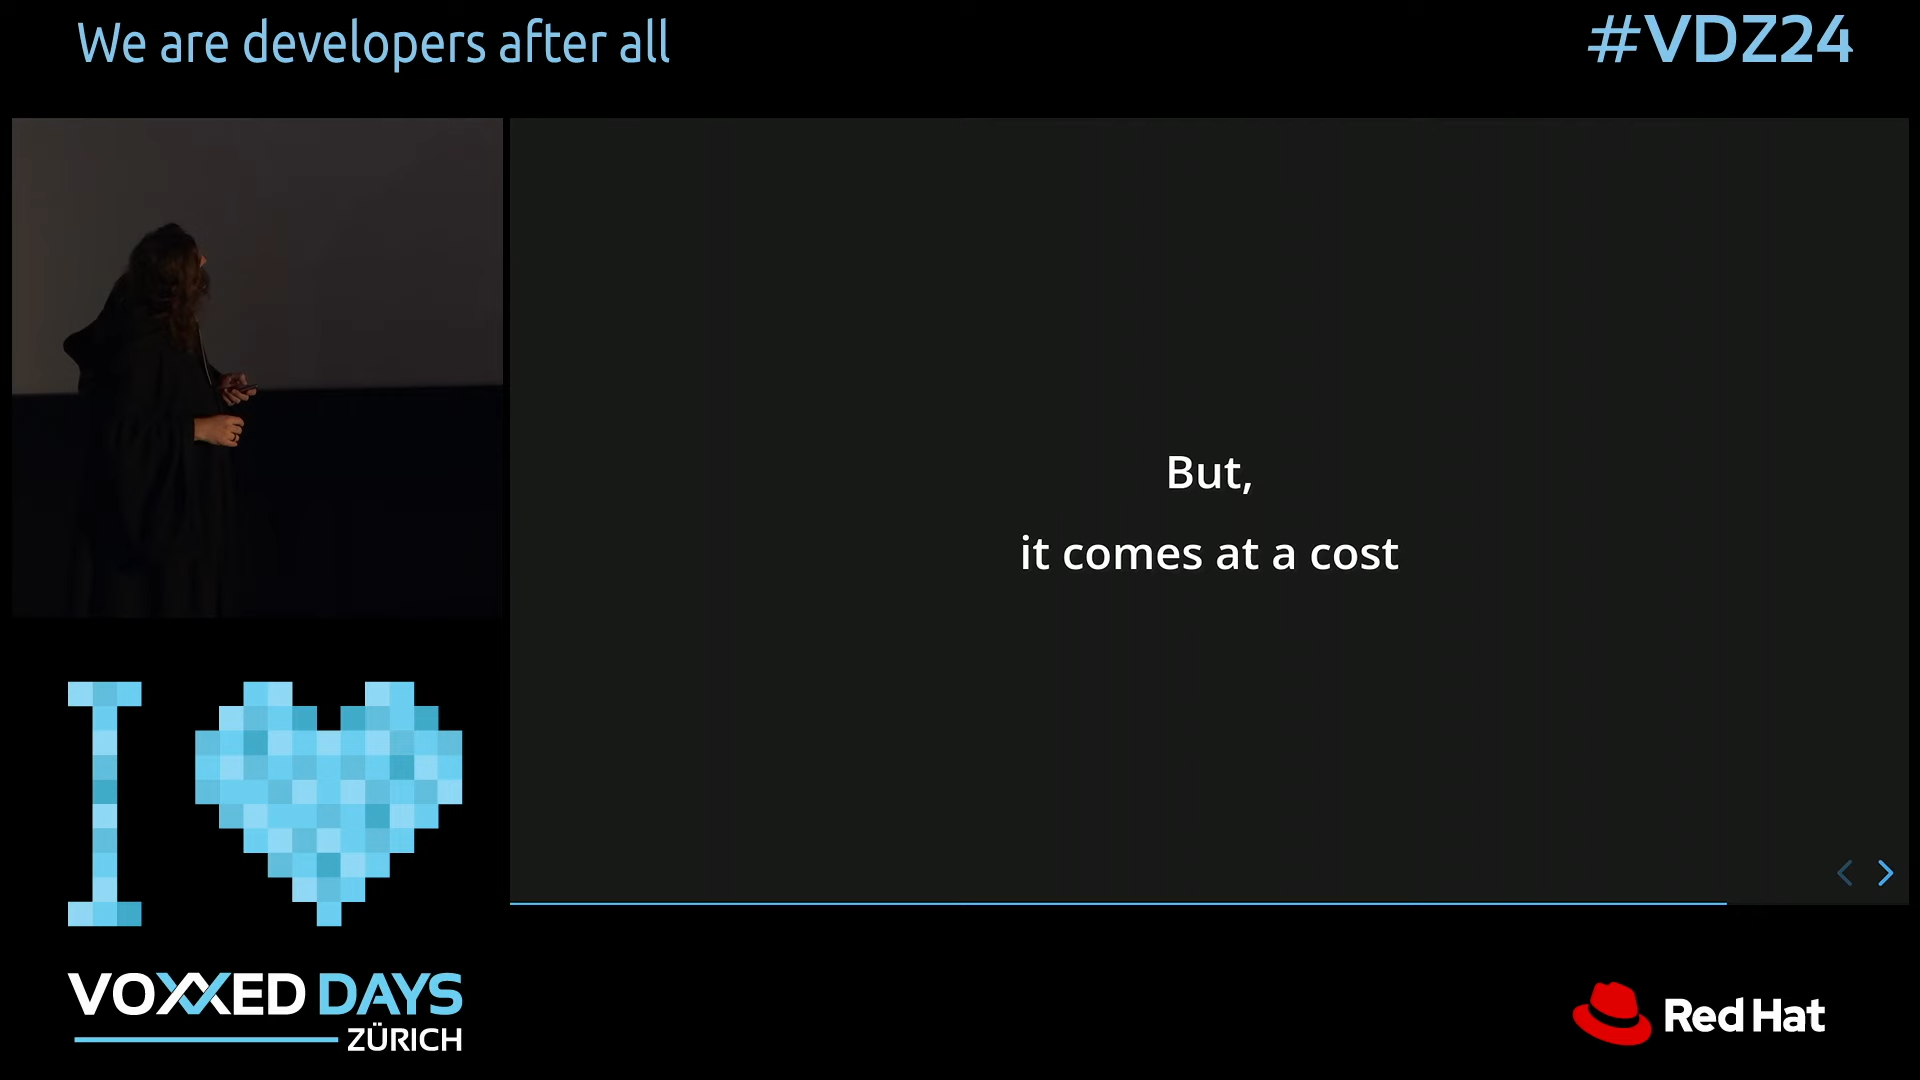 We are developers after all
#VDZ24
But,
it comes at a cost
I
VOXXED DAYS
ZÜRICH
Red Hat